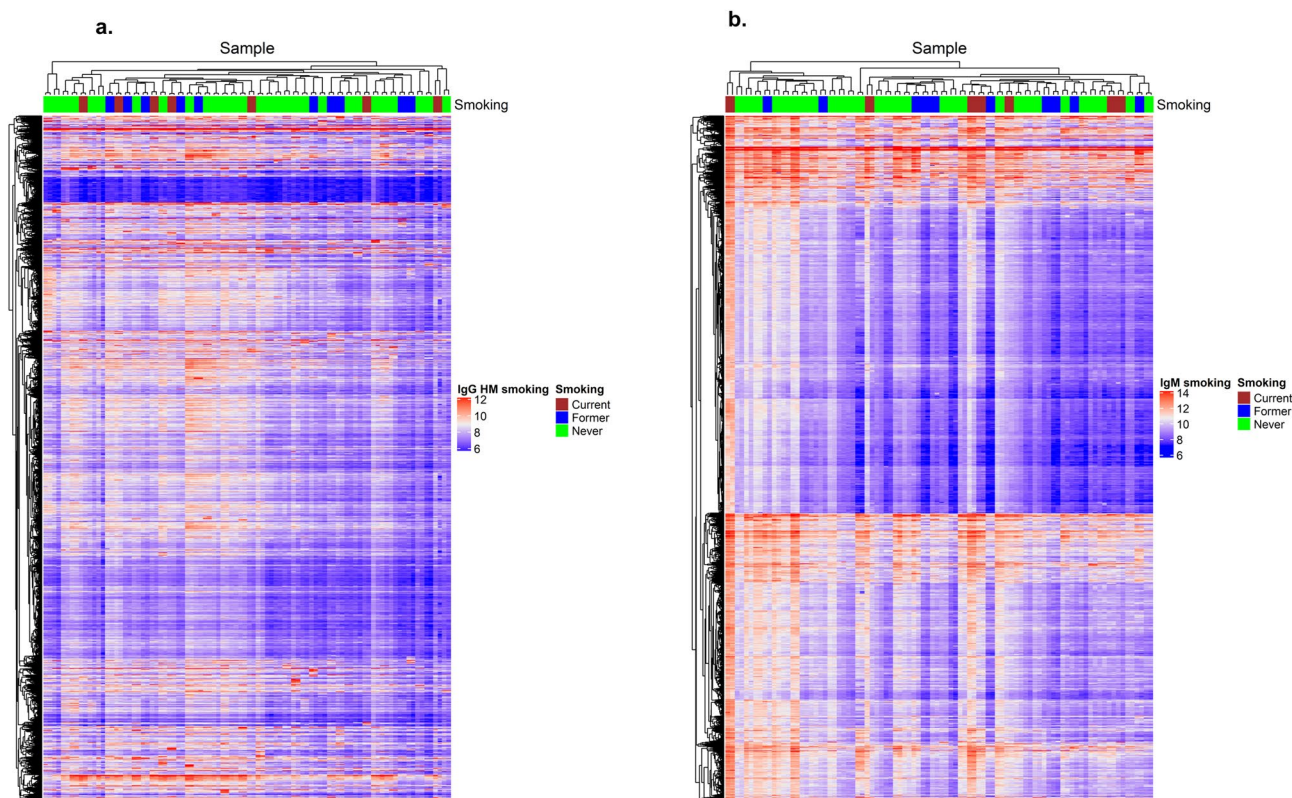 a.
Sample
Smoking
IgG HM smoking
12
10
8
6
Smoking
Current
Former
Never
b.
Sample
Smoking
IgM smoking
14
12
10
8
6
Smoking
Current
Former
Never